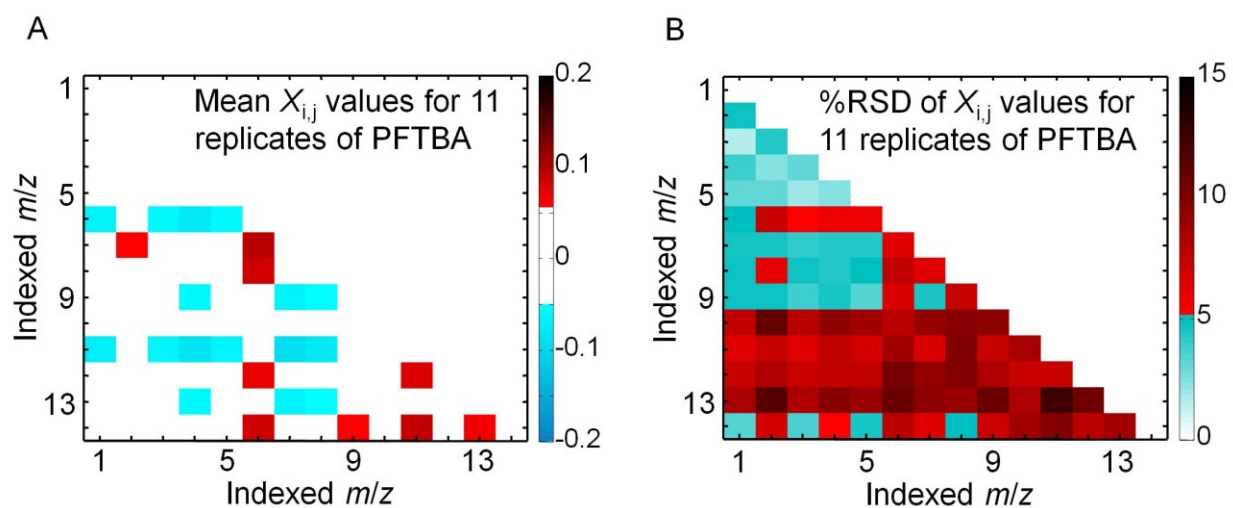 A
Mean Xi,j values for 11
replicates of PFTBA
1
5
9
13
Indexed m/z
1 5 9 13
Indexed m/z
0.2
0.1
0
-0.1
-0.2
B
%RSD of Xi,j values for
11 replicates of PFTBA
1
5
9
13
Indexed m/z
1 5 9 13
Indexed m/z
15
10
5
0